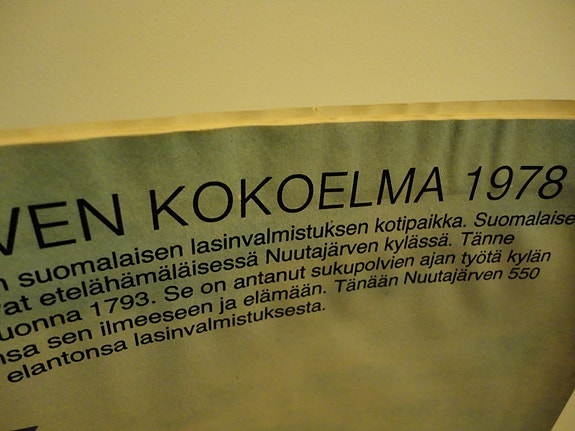 VEN KOKOELMA 1978
n suomalaisen lasinvalmistuksen kotipaikka. Suomalaise
vat etelähämäläisessä Nuutajärven kylässä. Tänne
uonna 1793. Se on antanut sukupolvien ajan työtä kylän
nsa sen ilmeeseen ja elämään. Tänään Nuutajärven 550
elantonsa lasinvalmistuksesta.